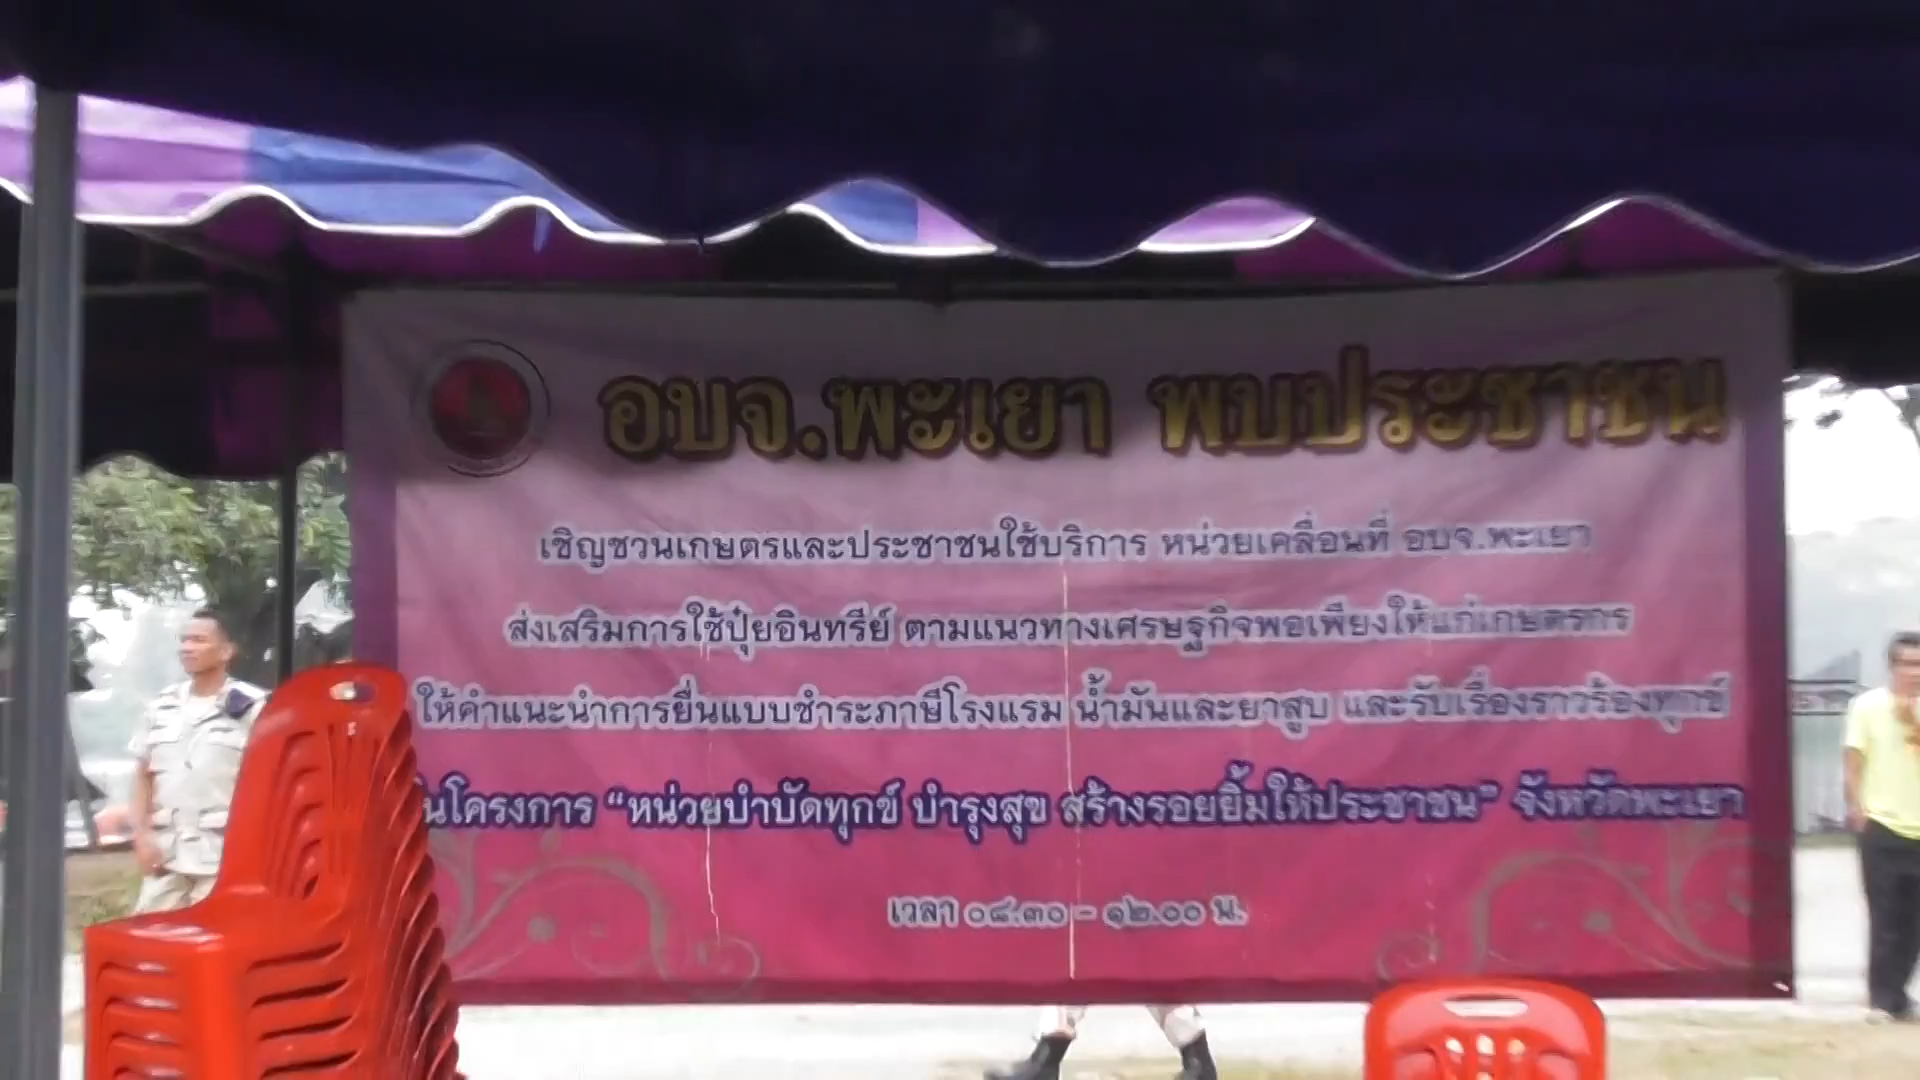 อบจ.พะเยา พบประชาชน
เชิญชวนเกษตรและประชาชนใช้บริการ หน่วยเคลื่อนที่ อบจ.พะเยา
ส่งเสริมการใช้ปุ๋ยอินทรีย์ ตามแนวทางเศรษฐกิจพอเพียงให้แก่เกษตรกร
ให้คำแนะนำการยื่นแบบชำระภาษีโรงแรม น้ำมันและยาสูบ และรับเรื่องราวร้องทุกข์
ในโครงการ “หน่วยบำบัดทุกข์ บำรุงสุข สร้างรอยยิ้มให้ประชาชน” จังหวัดพะเยา
เวลา ๐๘.๓๐ - ๑๒.๐๐ น.